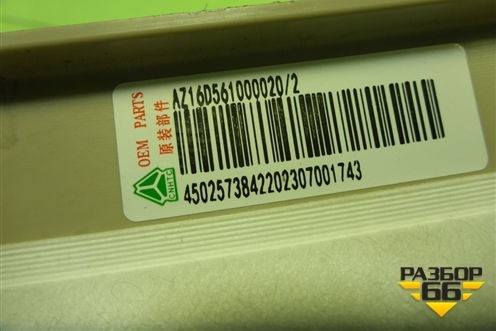 AZ16D561000020/2
OEM PARTS
原装部件
CNHTC
4502573842202307001743
РАЗБОР
66